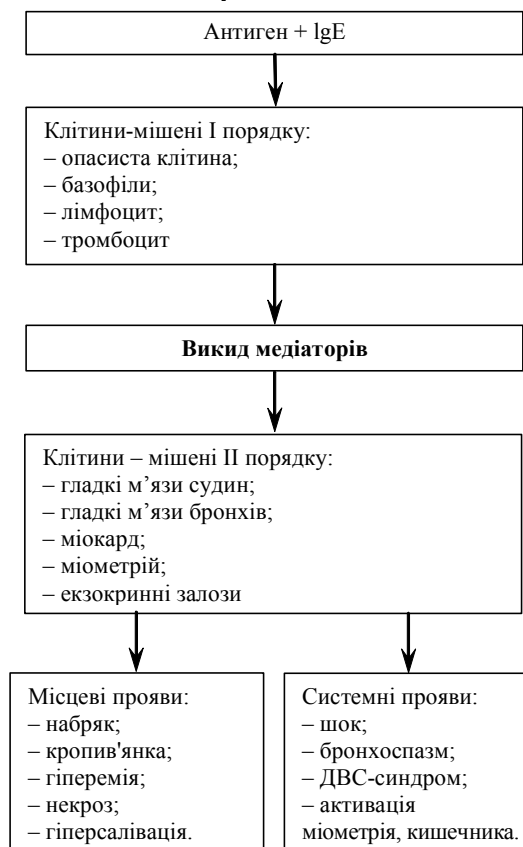 Антиген + lgE
Клітини-мішені I порядку:
– опасиста клітина;
– базофіли;
– лімфоцит;
– тромбоцит
Викид медіаторів
Клітини – мішені II порядку:
– гладкі м’язи судин;
– гладкі м’язи бронхів;
– міокард;
– міометрій;
– екзокринні залози
Місцеві прояви:
– набряк;
– кропив'янка;
– гіперемія;
– некроз;
– гіперсалівація.
Системні прояви:
– шок;
– бронхоспазм;
– ДВС-синдром;
– активація
міометрія, кишечника.